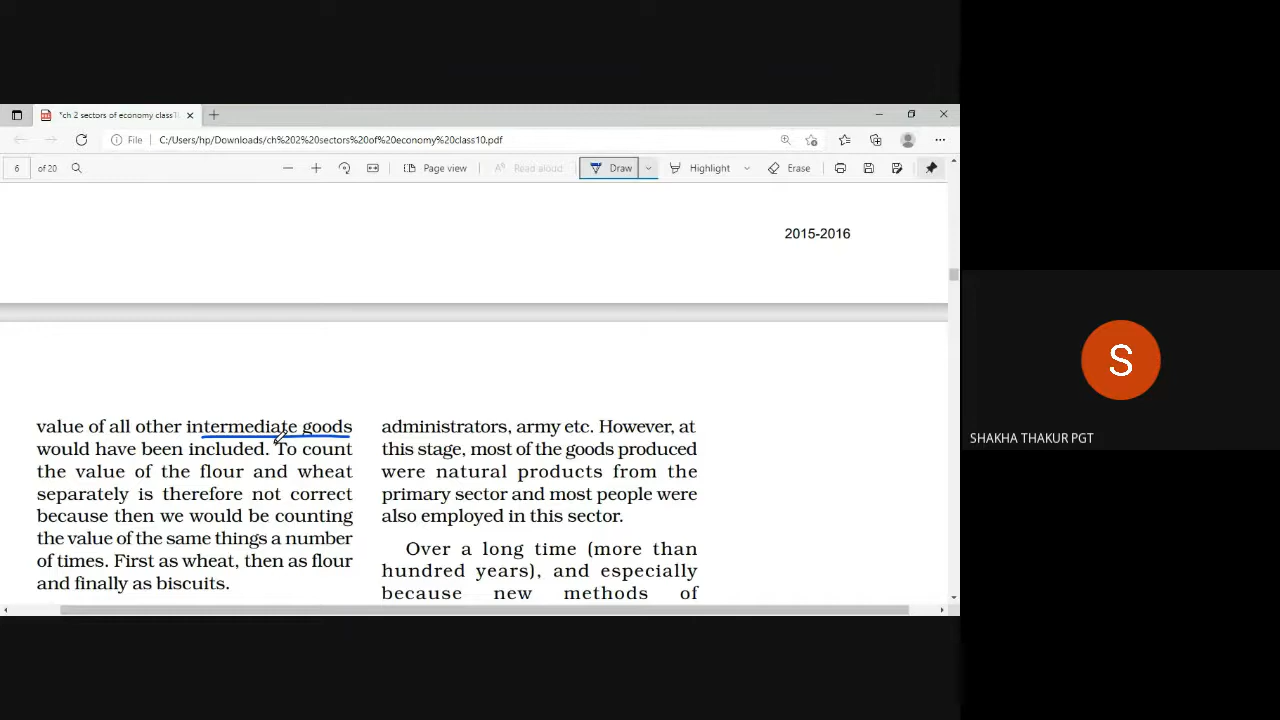 *ch 2 sectors of economy class1
File
C:/Users/hp/Downloads/ch%202%20sectors%20of%20economy%20class10.pdf
6 of 20
Page view
Read aloud
Draw
Highlight
Erase
2015-2016
value of all other intermediate goods
would have been included. To count
the value of the flour and wheat
separately is therefore not correct
because then we would be counting
the value of the same things a number
of times. First as wheat, then as flour
and finally as biscuits.
administrators, army etc. However, at
this stage, most of the goods produced
were natural products from the
primary sector and most people were
also employed in this sector.
Over a long time (more than
hundred years), and especially
because new methods of
S
SHAKHA THAKUR PGT